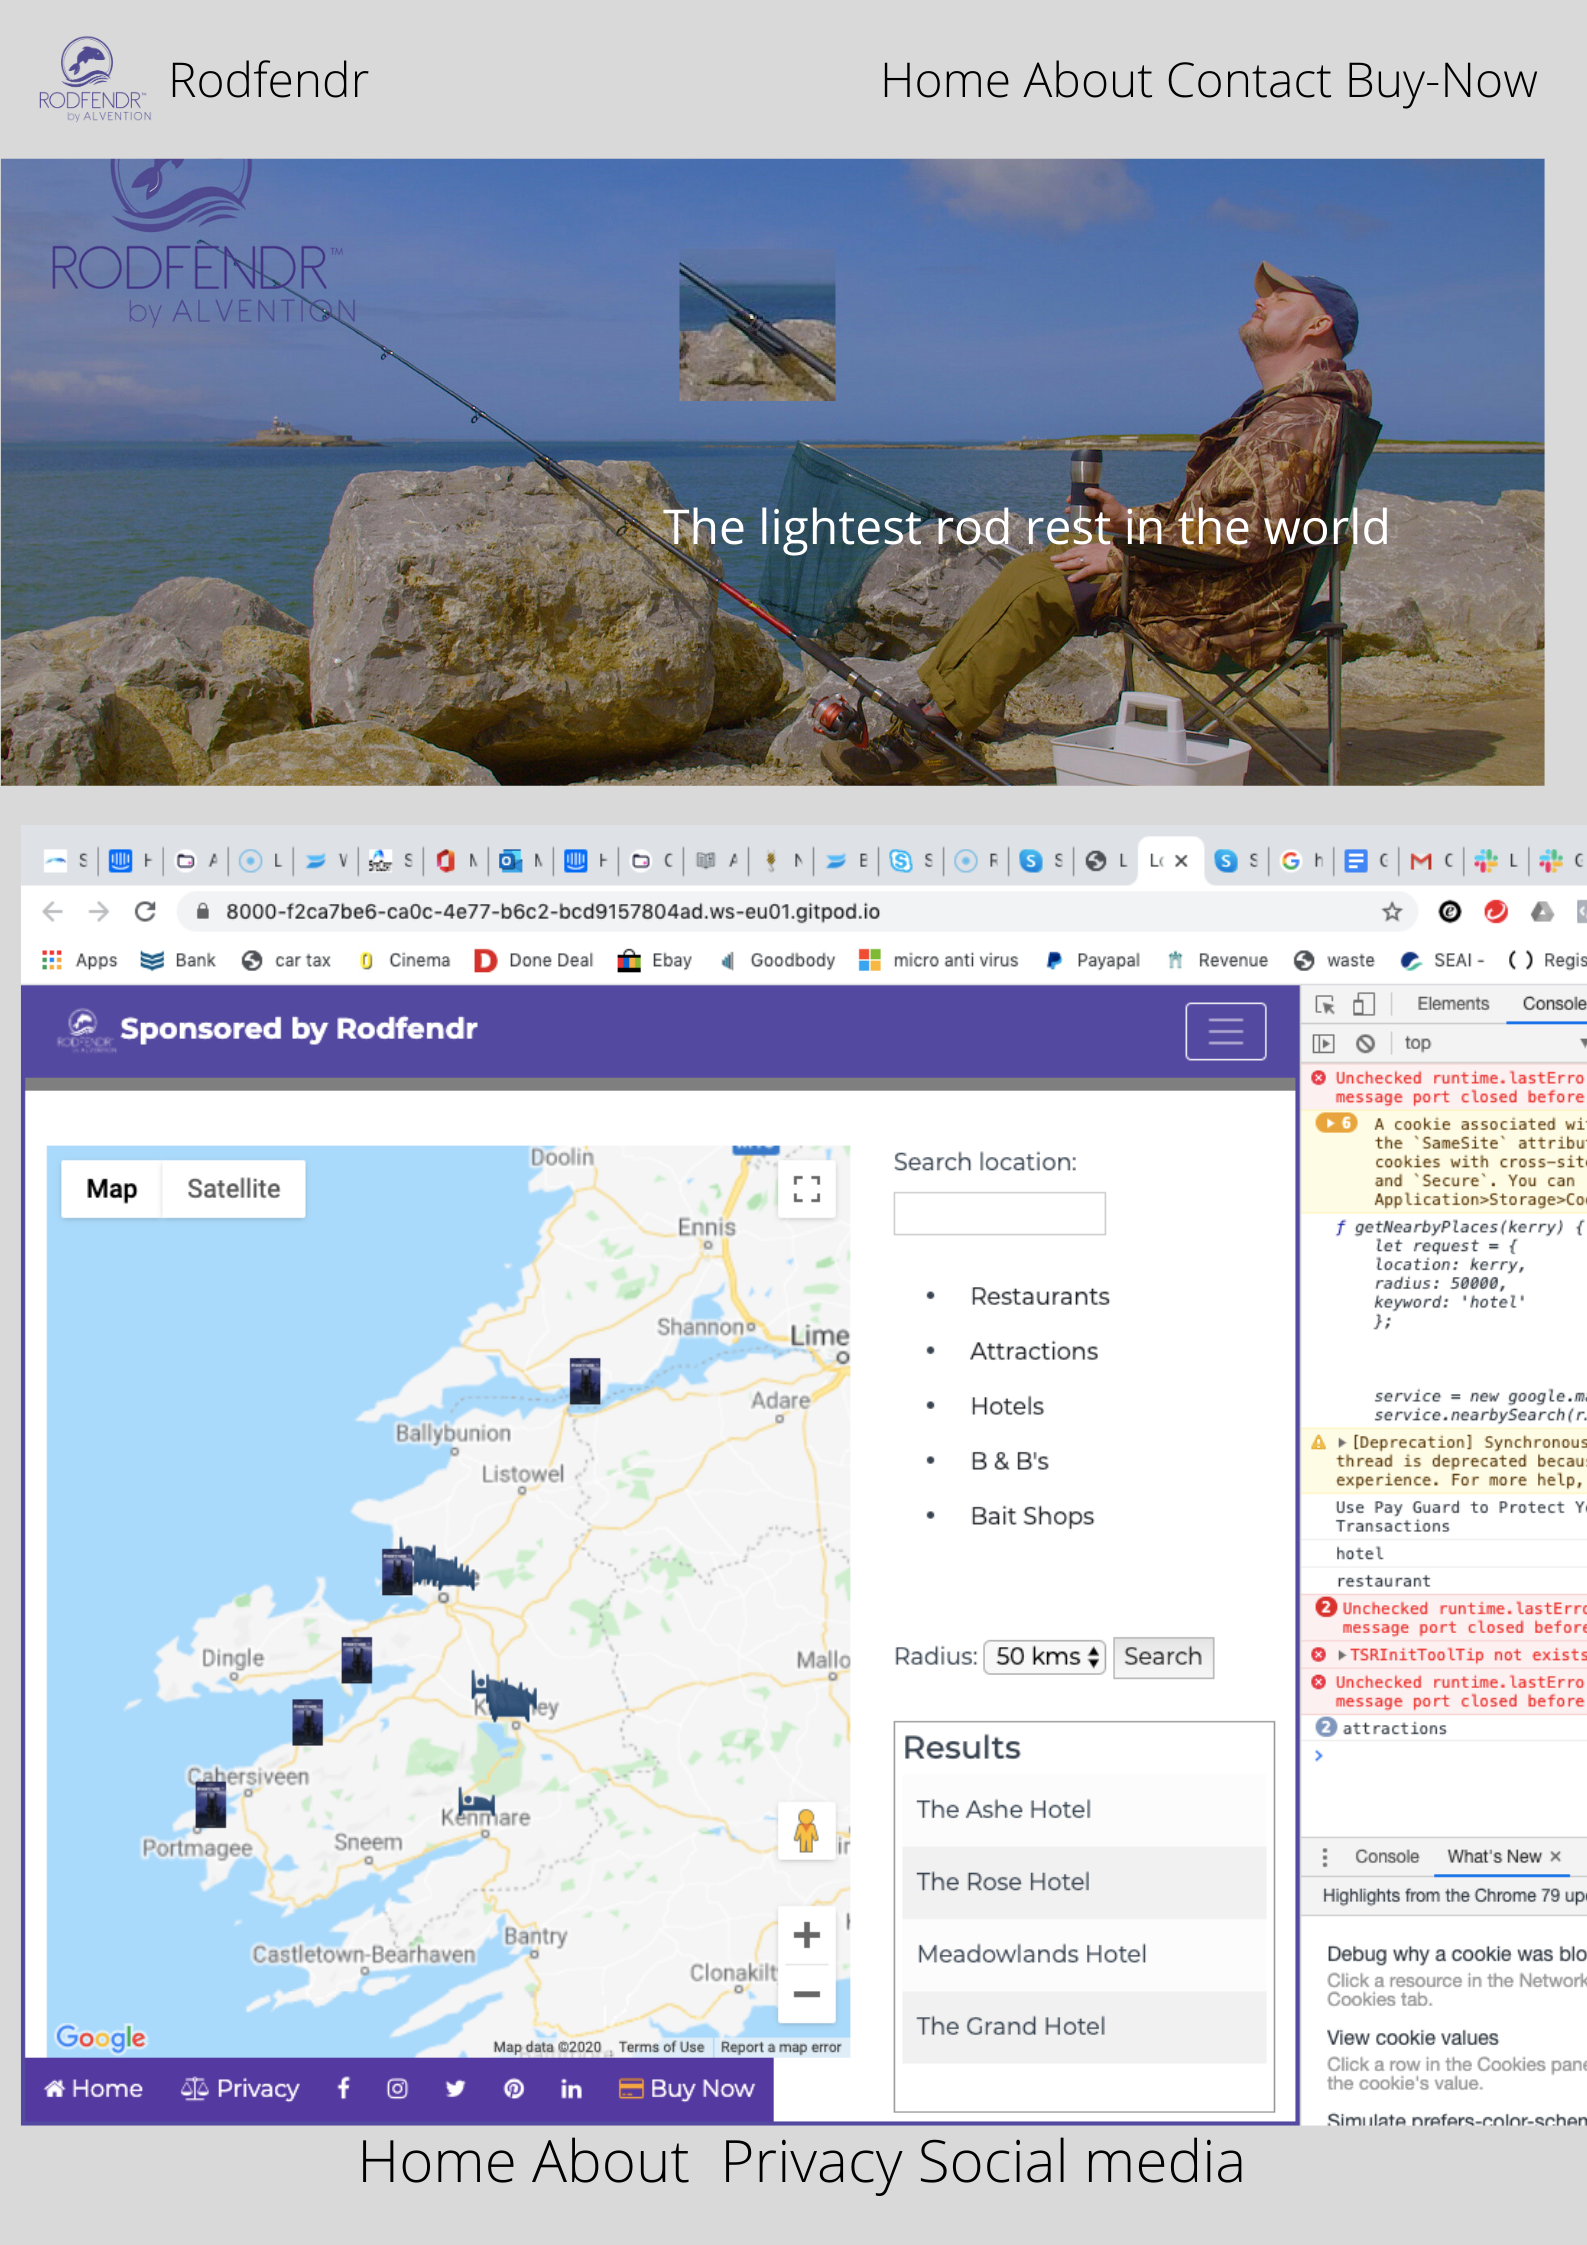 RODFENDR™
by ALVENTION
Rodfendr
Home About Contact Buy-Now
RODFENDR™
by ALVENTION
The lightest rod rest in the world
8000-f2ca7be6-ca0c-4e77-b6c2-bcd9157804ad.ws-eu01.gitpod.io
Apps Bank car tax Cinema Done Deal Ebay Goodbody micro anti virus Payapal Revenue waste SEAI - Regis
Sponsored by Rodfendr
Map Satellite
Doolin
Ennis
Shannon
Lime
Adare
Ballybunion
Listowel
Dingle
Mallo
Cahersiveen
Kenmare
Portmagee
Sneem
Bantry
Castletown-Bearhaven
Clonakilt
Google
Map data ©2020 Terms of Use Report a map error
Search location:
• Restaurants
• Attractions
• Hotels
• B & B's
• Bait Shops
Radius: 50 kms Search
Results
The Ashe Hotel
The Rose Hotel
Meadowlands Hotel
The Grand Hotel
Home Privacy Buy Now
Elements Console
top
Unchecked runtime.lastErro
message port closed before
6 A cookie associated wi
the `SameSite` attribu
cookies with cross-site
and `Secure`. You can
Application>Storage>Coo
f getNearbyPlaces(kerry) {
let request = {
location: kerry,
radius: 50000,
keyword: 'hotel'
};
service = new google.ma
service.nearbySearch(r
[Deprecation] Synchronous
thread is deprecated becau
experience. For more help,
Use Pay Guard to Protect Yo
Transactions
hotel
restaurant
2 Unchecked runtime.lastErro
message port closed before
TSRInitToolTip not exists
Unchecked runtime.lastErro
message port closed before
2 attractions
Console What's New
Highlights from the Chrome 79 up
Debug why a cookie was blo
Click a resource in the Network
Cookies tab.
View cookie values
Click a row in the Cookies pane
the cookie's value.
Simulate prefers-color-schem
Home About Privacy Social media